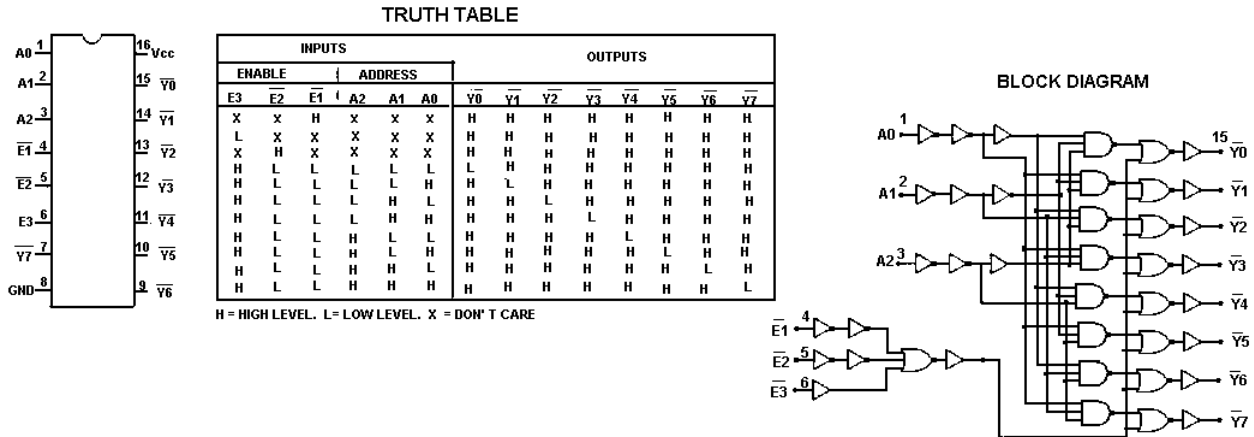 TRUTH TABLE
A0 1
A1 2
A2 3
E1 4
E2 5
E3 6
Y7 7
GND 8
16 Vcc
15 Y0
14 Y1
13 Y2
12 Y3
11 Y4
10 Y5
9 Y6
INPUTS OUTPUTS
ENABLE ADDRESS
E3 E2 E1 A2 A1 A0 Y0 Y1 Y2 Y3 Y4 Y5 Y6 Y7
X X H X X X H H H H H H H H
L X X X X X H H H H H H H H
X H X X X X H H H H H H H H
H L L L L L L H H H H H H H
H L L L L H H L H H H H H H
H L L L H L H H L H H H H H
H L L L H H H H H L H H H H
H L L H L L H H H H L H H H
H L L H L H H H H H H L H H
H L L H H L H H H H H H L H
H L L H H H H H H H H H H L
H = HIGH LEVEL. L= LOW LEVEL. X = DON' T CARE
BLOCK DIAGRAM
A0 1
A1 2
A2 3
E1 4
E2 5
E3 6
15 Y0
Y1
Y2
Y3
Y4
Y5
Y6
Y7